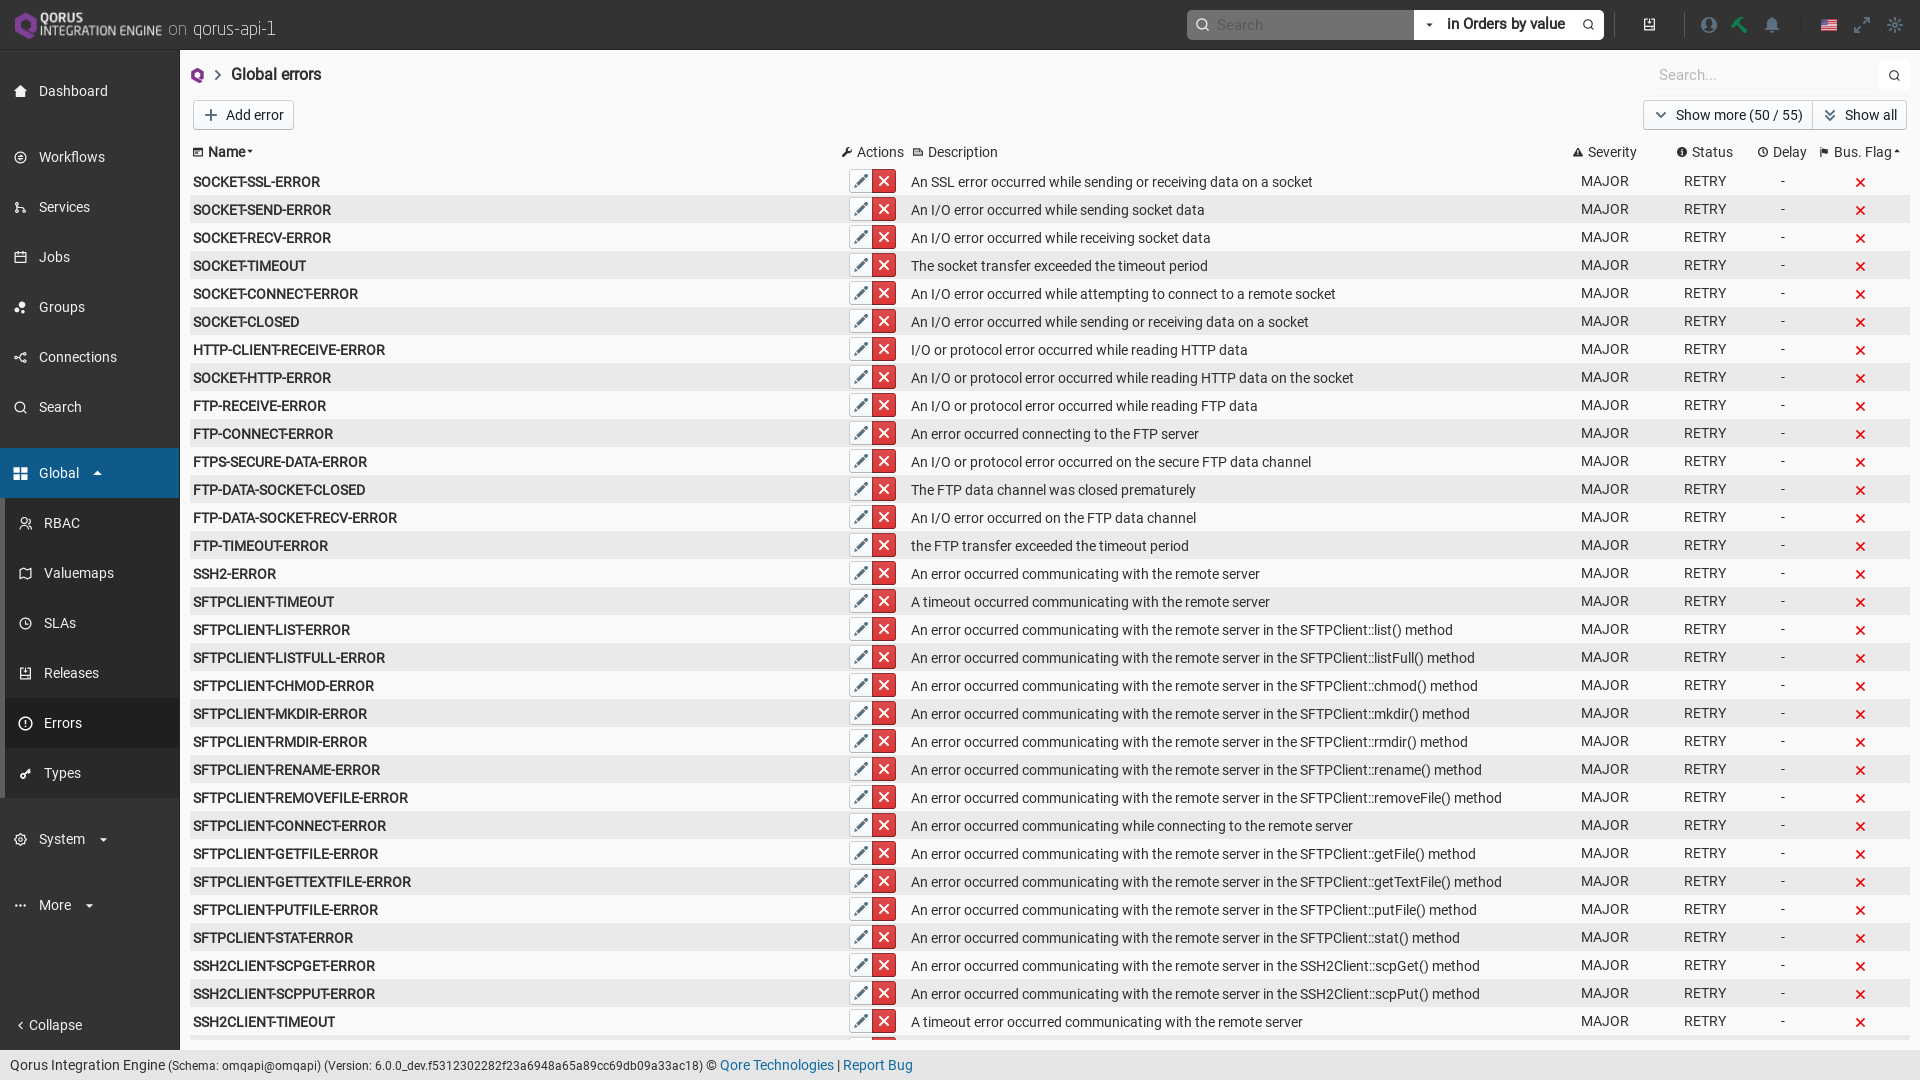 QORUS INTEGRATION ENGINE on qorus-api-1
Search
in Orders by value
Global errors
Search...
Add error
Show more (50 / 55) Show all
Name Actions Description Severity Status Delay Bus. Flag
SOCKET-SSL-ERROR An SSL error occurred while sending or receiving data on a socket MAJOR RETRY -
SOCKET-SEND-ERROR An I/O error occurred while sending socket data MAJOR RETRY -
SOCKET-RECV-ERROR An I/O error occurred while receiving socket data MAJOR RETRY -
SOCKET-TIMEOUT The socket transfer exceeded the timeout period MAJOR RETRY -
SOCKET-CONNECT-ERROR An I/O error occurred while attempting to connect to a remote socket MAJOR RETRY -
SOCKET-CLOSED An I/O error occurred while sending or receiving data on a socket MAJOR RETRY -
HTTP-CLIENT-RECEIVE-ERROR I/O or protocol error occurred while reading HTTP data MAJOR RETRY -
SOCKET-HTTP-ERROR An I/O or protocol error occurred while reading HTTP data on the socket MAJOR RETRY -
FTP-RECEIVE-ERROR An I/O or protocol error occurred while reading FTP data MAJOR RETRY -
FTP-CONNECT-ERROR An error occurred connecting to the FTP server MAJOR RETRY -
FTPS-SECURE-DATA-ERROR An I/O or protocol error occurred on the secure FTP data channel MAJOR RETRY -
FTP-DATA-SOCKET-CLOSED The FTP data channel was closed prematurely MAJOR RETRY -
FTP-DATA-SOCKET-RECV-ERROR An I/O error occurred on the FTP data channel MAJOR RETRY -
FTP-TIMEOUT-ERROR the FTP transfer exceeded the timeout period MAJOR RETRY -
SSH2-ERROR An error occurred communicating with the remote server MAJOR RETRY -
SFTPCLIENT-TIMEOUT A timeout occurred communicating with the remote server MAJOR RETRY -
SFTPCLIENT-LIST-ERROR An error occurred communicating with the remote server in the SFTPClient::list() method MAJOR RETRY -
SFTPCLIENT-LISTFULL-ERROR An error occurred communicating with the remote server in the SFTPClient::listFull() method MAJOR RETRY -
SFTPCLIENT-CHMOD-ERROR An error occurred communicating with the remote server in the SFTPClient::chmod() method MAJOR RETRY -
SFTPCLIENT-MKDIR-ERROR An error occurred communicating with the remote server in the SFTPClient::mkdir() method MAJOR RETRY -
SFTPCLIENT-RMDIR-ERROR An error occurred communicating with the remote server in the SFTPClient::rmdir() method MAJOR RETRY -
SFTPCLIENT-RENAME-ERROR An error occurred communicating with the remote server in the SFTPClient::rename() method MAJOR RETRY -
SFTPCLIENT-REMOVEFILE-ERROR An error occurred communicating with the remote server in the SFTPClient::removeFile() method MAJOR RETRY -
SFTPCLIENT-CONNECT-ERROR An error occurred communicating while connecting to the remote server MAJOR RETRY -
SFTPCLIENT-GETFILE-ERROR An error occurred communicating with the remote server in the SFTPClient::getFile() method MAJOR RETRY -
SFTPCLIENT-GETTEXTFILE-ERROR An error occurred communicating with the remote server in the SFTPClient::getTextFile() method MAJOR RETRY -
SFTPCLIENT-PUTFILE-ERROR An error occurred communicating with the remote server in the SFTPClient::putFile() method MAJOR RETRY -
SFTPCLIENT-STAT-ERROR An error occurred communicating with the remote server in the SFTPClient::stat() method MAJOR RETRY -
SSH2CLIENT-SCPGET-ERROR An error occurred communicating with the remote server in the SSH2Client::scpGet() method MAJOR RETRY -
SSH2CLIENT-SCPPUT-ERROR An error occurred communicating with the remote server in the SSH2Client::scpPut() method MAJOR RETRY -
SSH2CLIENT-TIMEOUT A timeout error occurred communicating with the remote server MAJOR RETRY -
Dashboard
Workflows
Services
Jobs
Groups
Connections
Search
Global
RBAC
Valuemaps
SLAs
Releases
Errors
Types
System
More
Collapse
Qorus Integration Engine (Schema: omqapi@omqapi) (Version: 6.0.0_dev.f5312302282f23a6948a65a89cc69db09a33ac18) © Qore Technologies | Report Bug